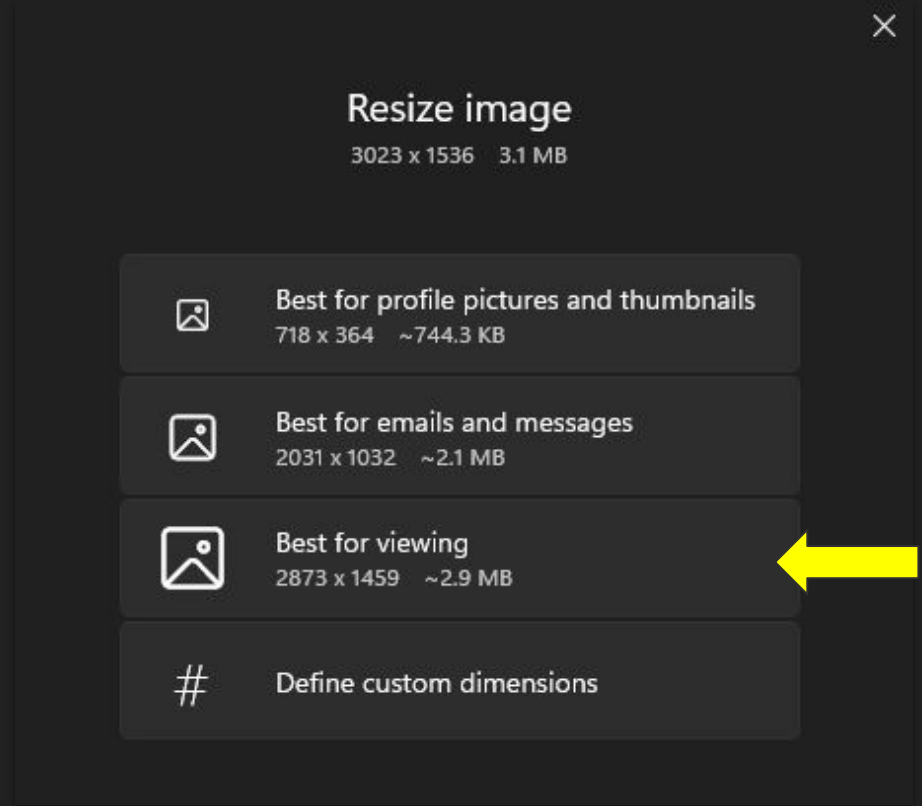 Resize image
3023 x 1536 3.1 MB
Best for profile pictures and thumbnails
718 x 364 ~744.3 KB
Best for emails and messages
2031 x 1032 ~2.1 MB
Best for viewing
2873 x 1459 ~2.9 MB
# Define custom dimensions